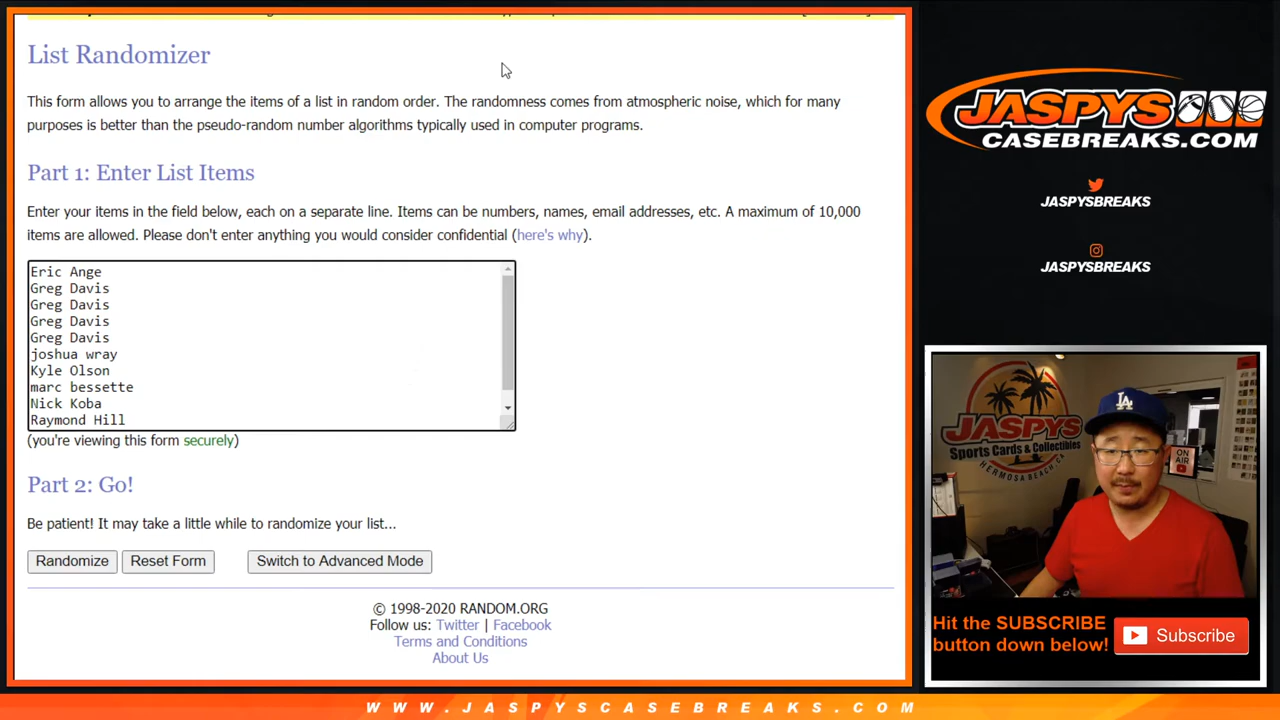 List Randomizer
This form allows you to arrange the items of a list in random order. The randomness comes from atmospheric noise, which for many
purposes is better than the pseudo-random number algorithms typically used in computer programs.
Part 1: Enter List Items
Enter your items in the field below, each on a separate line. Items can be numbers, names, email addresses, etc. A maximum of 10,000
items are allowed. Please don't enter anything you would consider confidential (here's why).
Eric Ange
Greg Davis
Greg Davis
Greg Davis
Greg Davis
joshua wray
Kyle Olson
marc bessette
Nick Koba
Raymond Hill
(you're viewing this form securely)
Part 2: Go!
Be patient! It may take a little while to randomize your list...
Randomize Reset Form Switch to Advanced Mode
© 1998-2020 RANDOM.ORG
Follow us: Twitter | Facebook
Terms and Conditions
About Us
JASPYS
CASEBREAKS.COM
JASPYSBREAKS
JASPYSBREAKS
JASPYS
Sports Cards & Collectibles
HERMOSA BEACH, CA
LA
ON
AIR
Hit the SUBSCRIBE
button down below!
Subscribe
WWW.JASPYSCASEBREAKS.COM